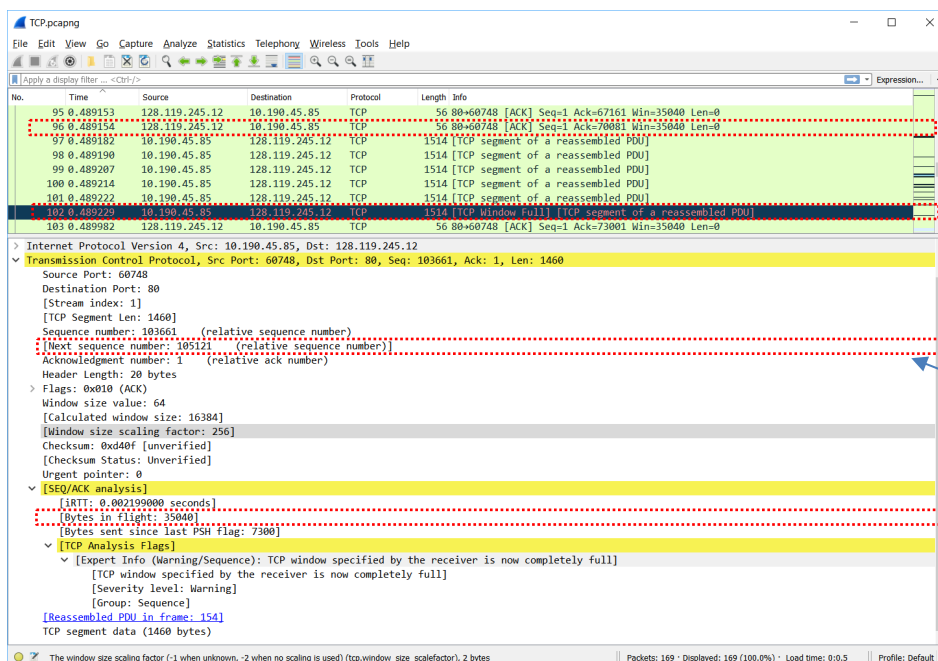 TCP.pcapng
File Edit View Go Capture Analyze Statistics Telephony Wireless Tools Help
Apply a display filter ... <Ctrl-/> Expression...
No. Time Source Destination Protocol Length Info
95 0.489153 128.119.245.12 10.190.45.85 TCP 56 80→60748 [ACK] Seq=1 Ack=67161 Win=35040 Len=0
96 0.489154 128.119.245.12 10.190.45.85 TCP 56 80→60748 [ACK] Seq=1 Ack=70081 Win=35040 Len=0
97 0.489182 10.190.45.85 128.119.245.12 TCP 1514 [TCP segment of a reassembled PDU]
98 0.489190 10.190.45.85 128.119.245.12 TCP 1514 [TCP segment of a reassembled PDU]
99 0.489207 10.190.45.85 128.119.245.12 TCP 1514 [TCP segment of a reassembled PDU]
100 0.489214 10.190.45.85 128.119.245.12 TCP 1514 [TCP segment of a reassembled PDU]
101 0.489222 10.190.45.85 128.119.245.12 TCP 1514 [TCP segment of a reassembled PDU]
102 0.489229 10.190.45.85 128.119.245.12 TCP 1514 [TCP Window Full] [TCP segment of a reassembled PDU]
103 0.489982 128.119.245.12 10.190.45.85 TCP 56 80→60748 [ACK] Seq=1 Ack=73001 Win=35040 Len=0
> Internet Protocol Version 4, Src: 10.190.45.85, Dst: 128.119.245.12
Transmission Control Protocol, Src Port: 60748, Dst Port: 80, Seq: 103661, Ack: 1, Len: 1460
Source Port: 60748
Destination Port: 80
[Stream index: 1]
[TCP Segment Len: 1460]
Sequence number: 103661 (relative sequence number)
[Next sequence number: 105121 (relative sequence number)]
Acknowledgment number: 1 (relative ack number)
Header Length: 20 bytes
> Flags: 0x010 (ACK)
Window size value: 64
[Calculated window size: 16384]
[Window size scaling factor: 256]
Checksum: 0xd40f [unverified]
[Checksum Status: Unverified]
Urgent pointer: 0
[SEQ/ACK analysis]
[iRTT: 0.002199000 seconds]
[Bytes in flight: 35040]
[Bytes sent since last PSH flag: 7300]
[TCP Analysis Flags]
[Expert Info (Warning/Sequence): TCP window specified by the receiver is now completely full]
[TCP window specified by the receiver is now completely full]
[Severity level: Warning]
[Group: Sequence]
[Reassembled PDU in frame: 154]
TCP segment data (1460 bytes)
The window size scaling factor (-1 when unknown, -2 when no scaling is used) (tcp.window_size_scalefactor), 2 bytes Packets: 169 · Displayed: 169 (100.0%) · Load time: 0:0.5 Profile: Default